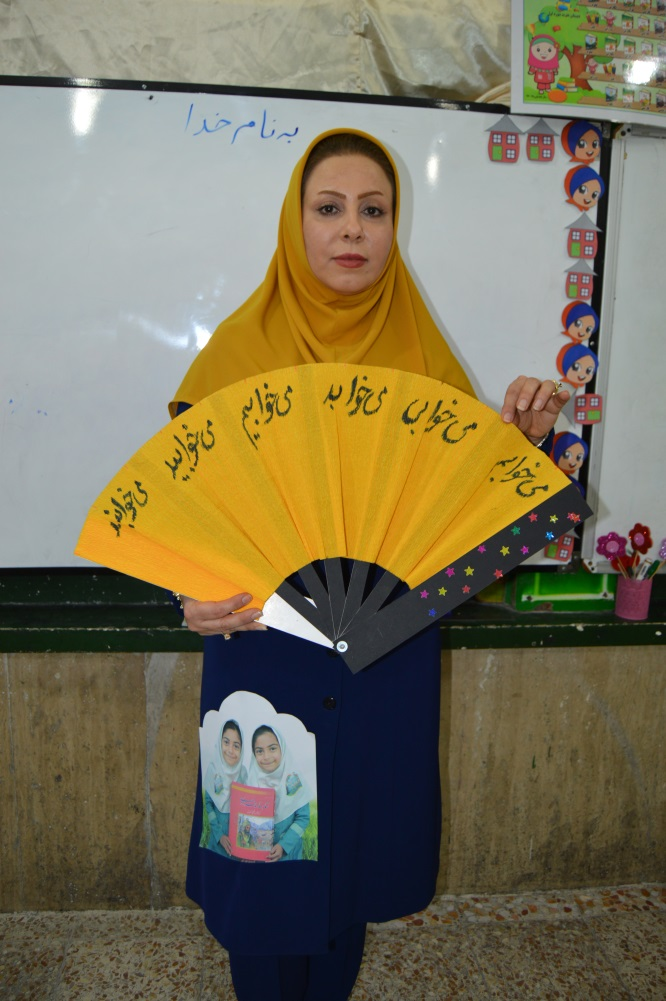 به نام خدا
می خوابم
می خوابی
می خوابد
می خوابیم
می خوابید
می خوابند